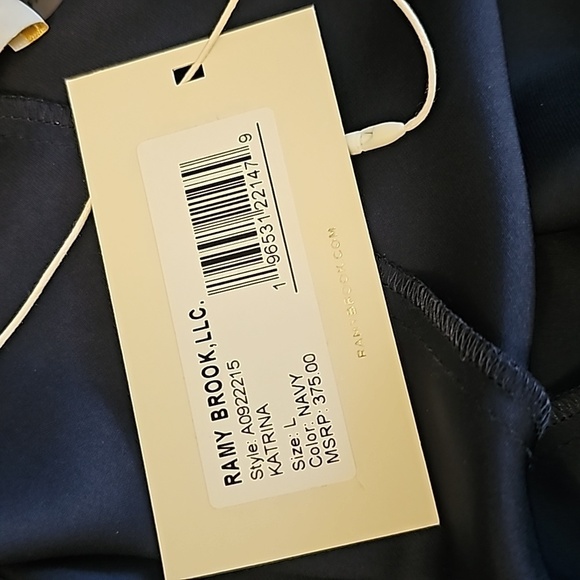 RAMY BROOK,LLC.
Style: A0922215
KATRINA
Size: L
Color: NAVY
MSRP: 375.00
1 96531 22147 9
RAMYBROOK.COM